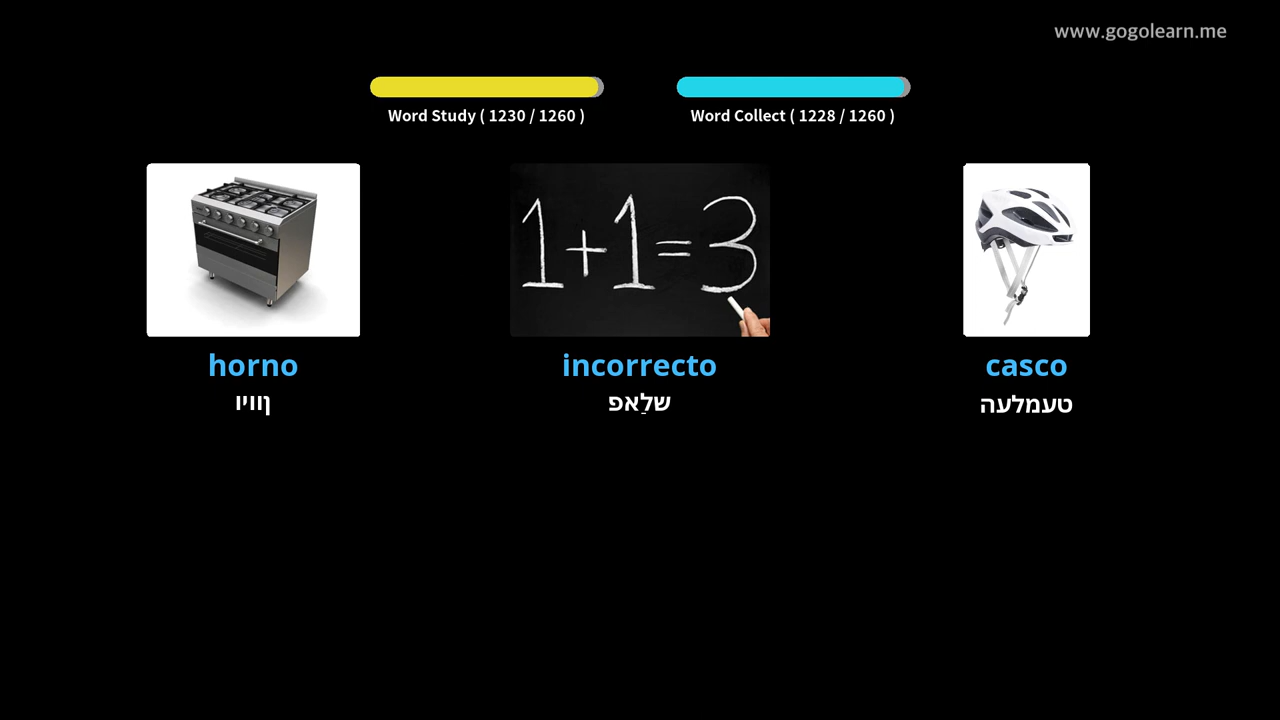 www.gogolearn.me
Word Study ( 1230 / 1260 )
Word Collect ( 1228 / 1260 )
horno
ןוויו
incorrecto
שלַאפ
casco
טעמלעה
1+1=3